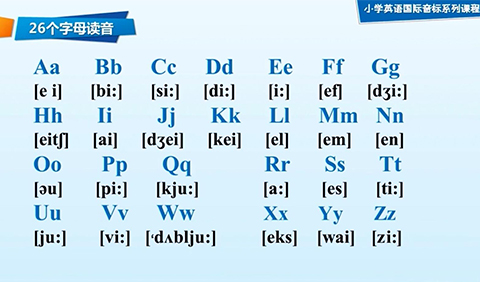 小学英语国际音标系列课程
26个字母读音
Aa Bb Cc Dd Ee Ff Gg
[e i] [bi:] [si:] [di:] [i:] [ef] [dʒi:]
Hh Ii Jj Kk Ll Mm Nn
[eitʃ] [ai] [dʒei] [kei] [el] [em] [en]
Oo Pp Qq Rr Ss Tt
[əu] [pi:] [kju:] [a:] [es] [ti:]
Uu Vv Ww Xx Yy Zz
[ju:] [vi:] [‘dʌblju:] [eks] [wai] [zi:]